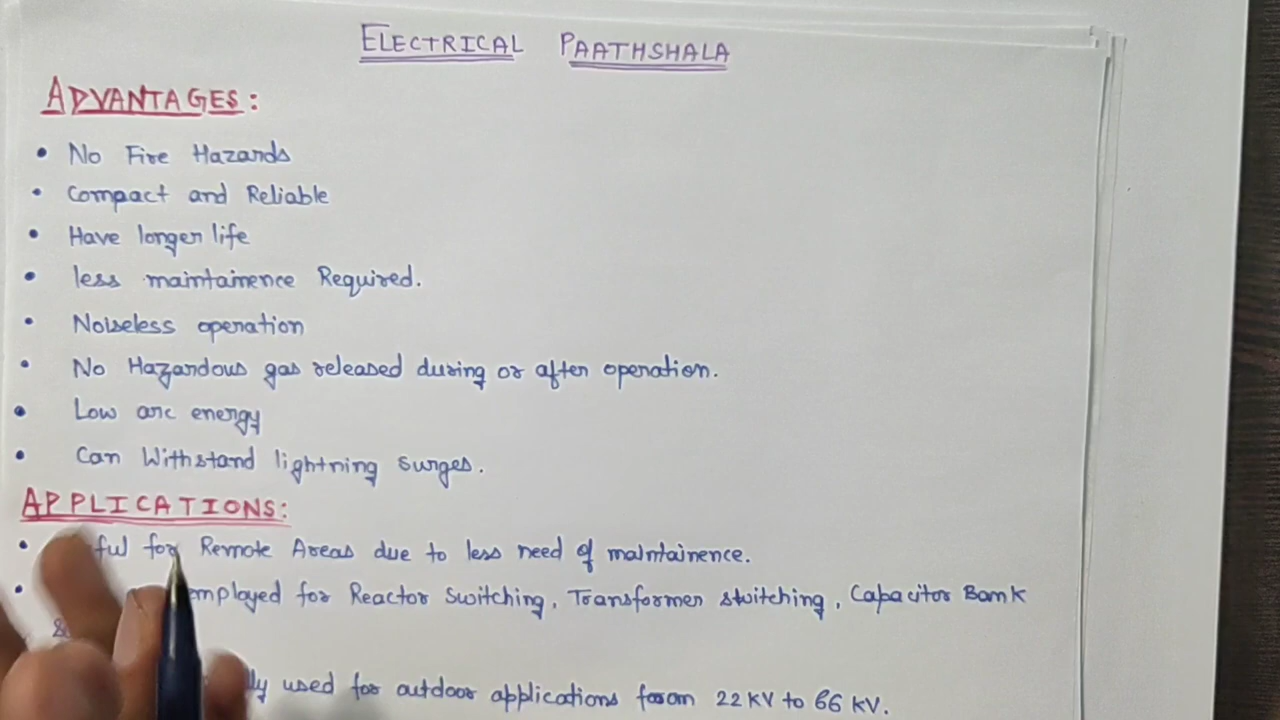 ELECTRICAL PAATHSHALA
ADVANTAGES:
• No Fire Hazards
• Compact and Reliable
• Have longer life
• less maintainence Required.
• Noiseless operation
• No Hazardous gas released during or after operation.
• Low arc energy
• Can Withstand lightning surges.
APPLICATIONS:
• for Remote Areas due to less need of maintainence.
• employed for Reactor Switching, Transformer switching, Capacitor Bank
&
used for outdoor applications from 22 KV to 66 KV.